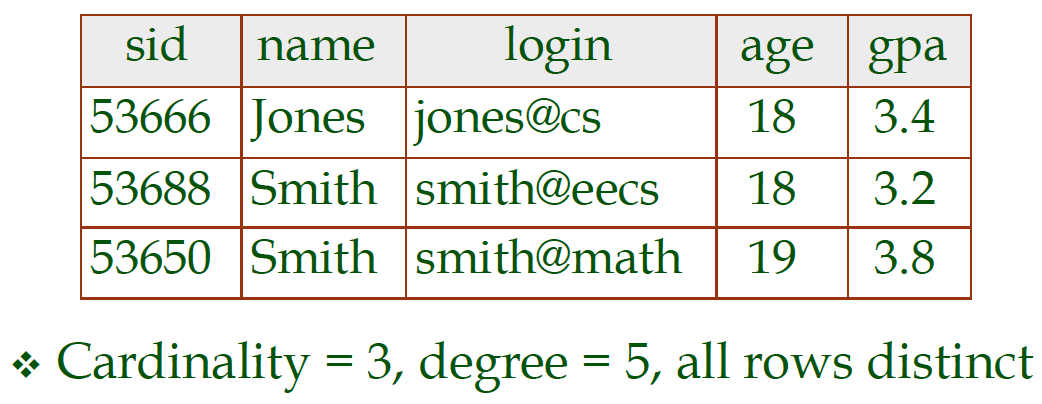 sid name login age gpa
53666 Jones jones@cs 18 3.4
53688 Smith smith@eecs 18 3.2
53650 Smith smith@math 19 3.8
❖ Cardinality = 3, degree = 5, all rows distinct